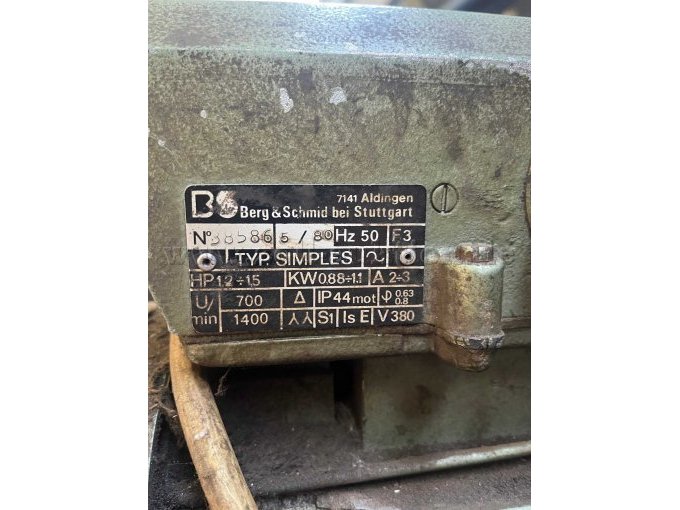 BS
7141 Aldingen
Berg & Schmid bei Stuttgart
N° 38586 5 / 80 Hz 50 F3
TYP. SIMPLES
HP 1,2÷1,5 KW 0.88÷1.1 A 2÷3
U/ 700 Δ IP 44 mot φ 0.63
min 1400 ⅄⅄ S1 Is E V 380 0.8